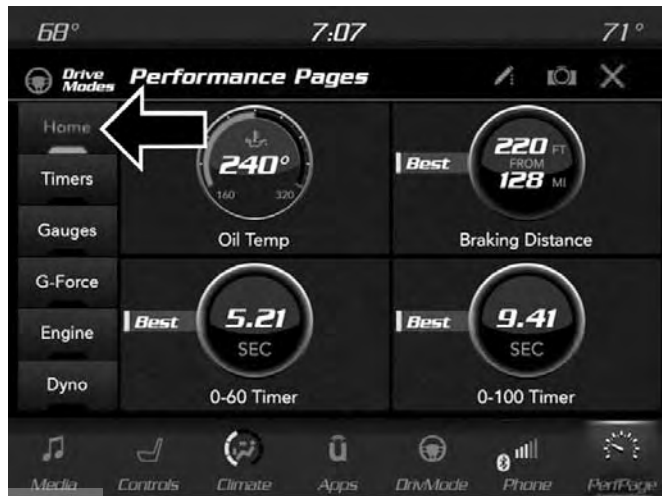 68° 7:07 71°
Drive Modes Performance Pages
Home
Timers
Gauges
G-Force
Engine
Dyno
240°
160 320
Oil Temp
Best
220 FT
FROM
128 MI
Braking Distance
Best
5.21
SEC
0-60 Timer
Best
9.41
SEC
0-100 Timer
Media Controls Climate Apps DrivMode Phone PerfPage